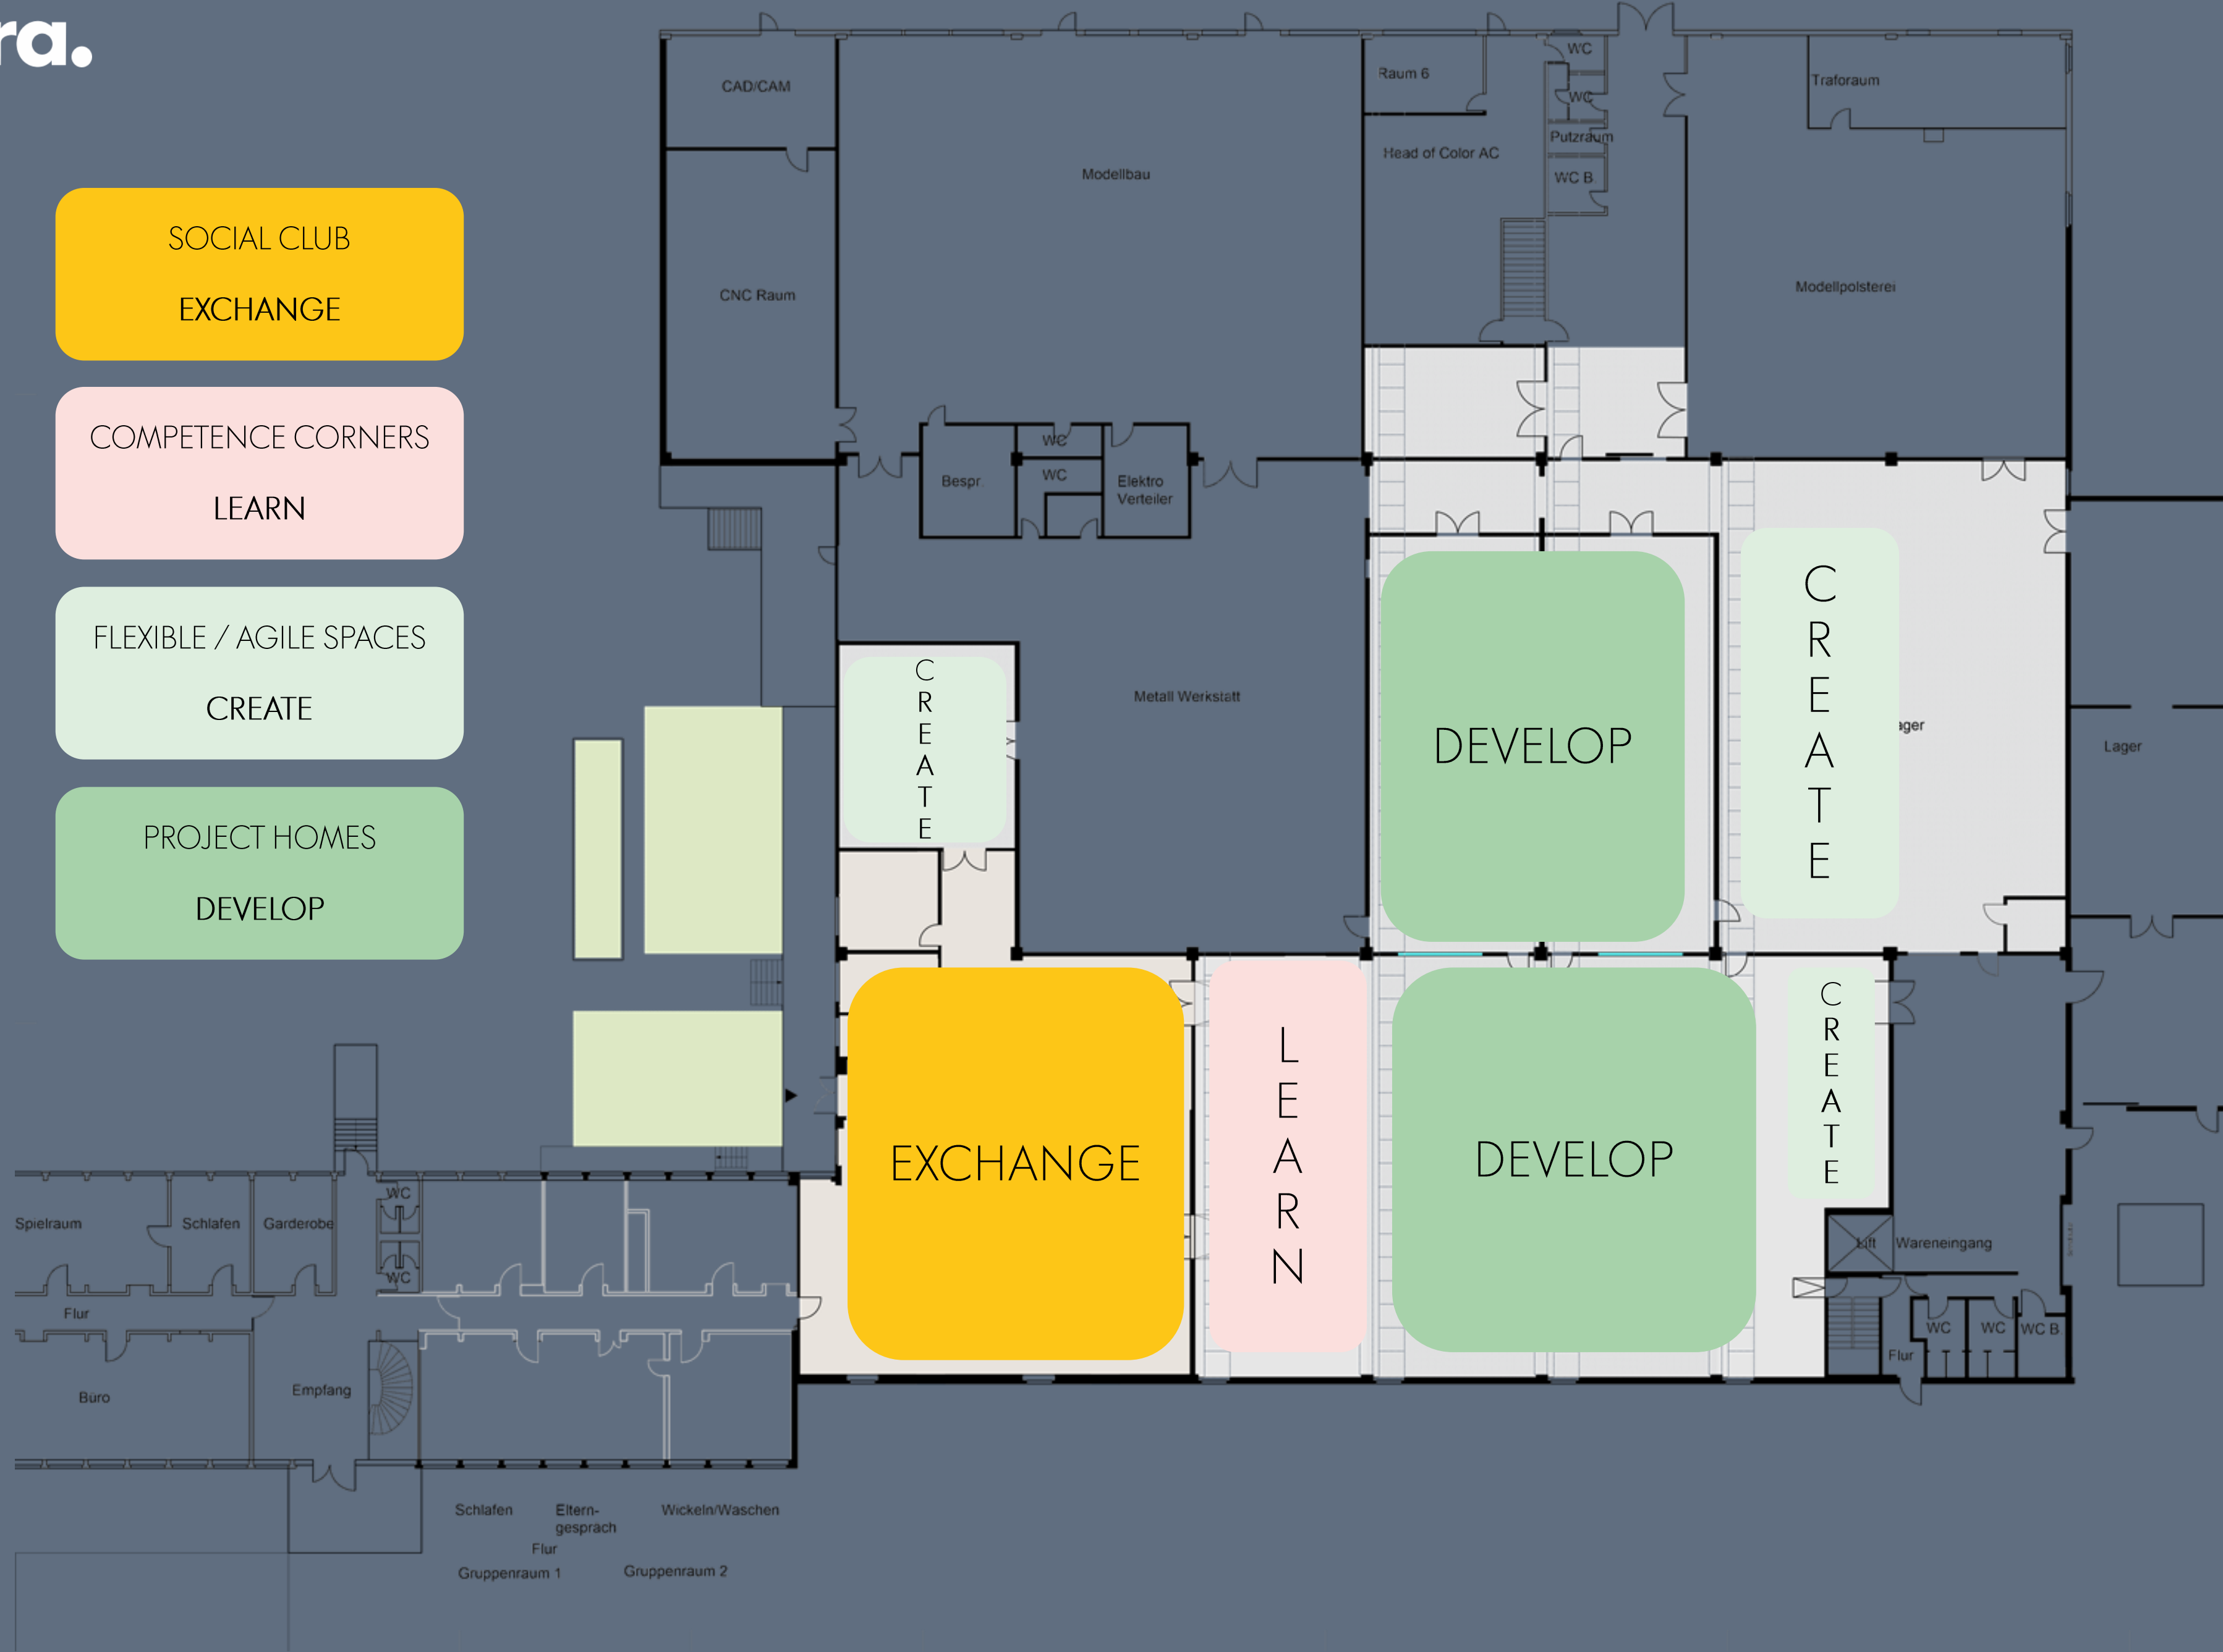 ra.
SOCIAL CLUB
EXCHANGE
COMPETENCE CORNERS
LEARN
FLEXIBLE / AGILE SPACES
CREATE
PROJECT HOMES
DEVELOP
CAD/CAM
CNC Raum
Modellbau
Raum 6
Head of Color AC
WC
WC
Putzraum
WC B.
Traforaum
Modellpolsterei
Bespr.
WC
WC
Elektro
Verteiler
Metall Werkstatt
CREATE
DEVELOP
CREATE
ager
Lager
EXCHANGE
LEARN
DEVELOP
CREATE
Lift
Wareneingang
WC
WC
WC B.
Flur
Spielraum
Schlafen
Garderobe
WC
WC
Flur
Büro
Empfang
Schlafen
Eltern-
gespräch
Wickeln/Waschen
Flur
Gruppenraum 1
Gruppenraum 2